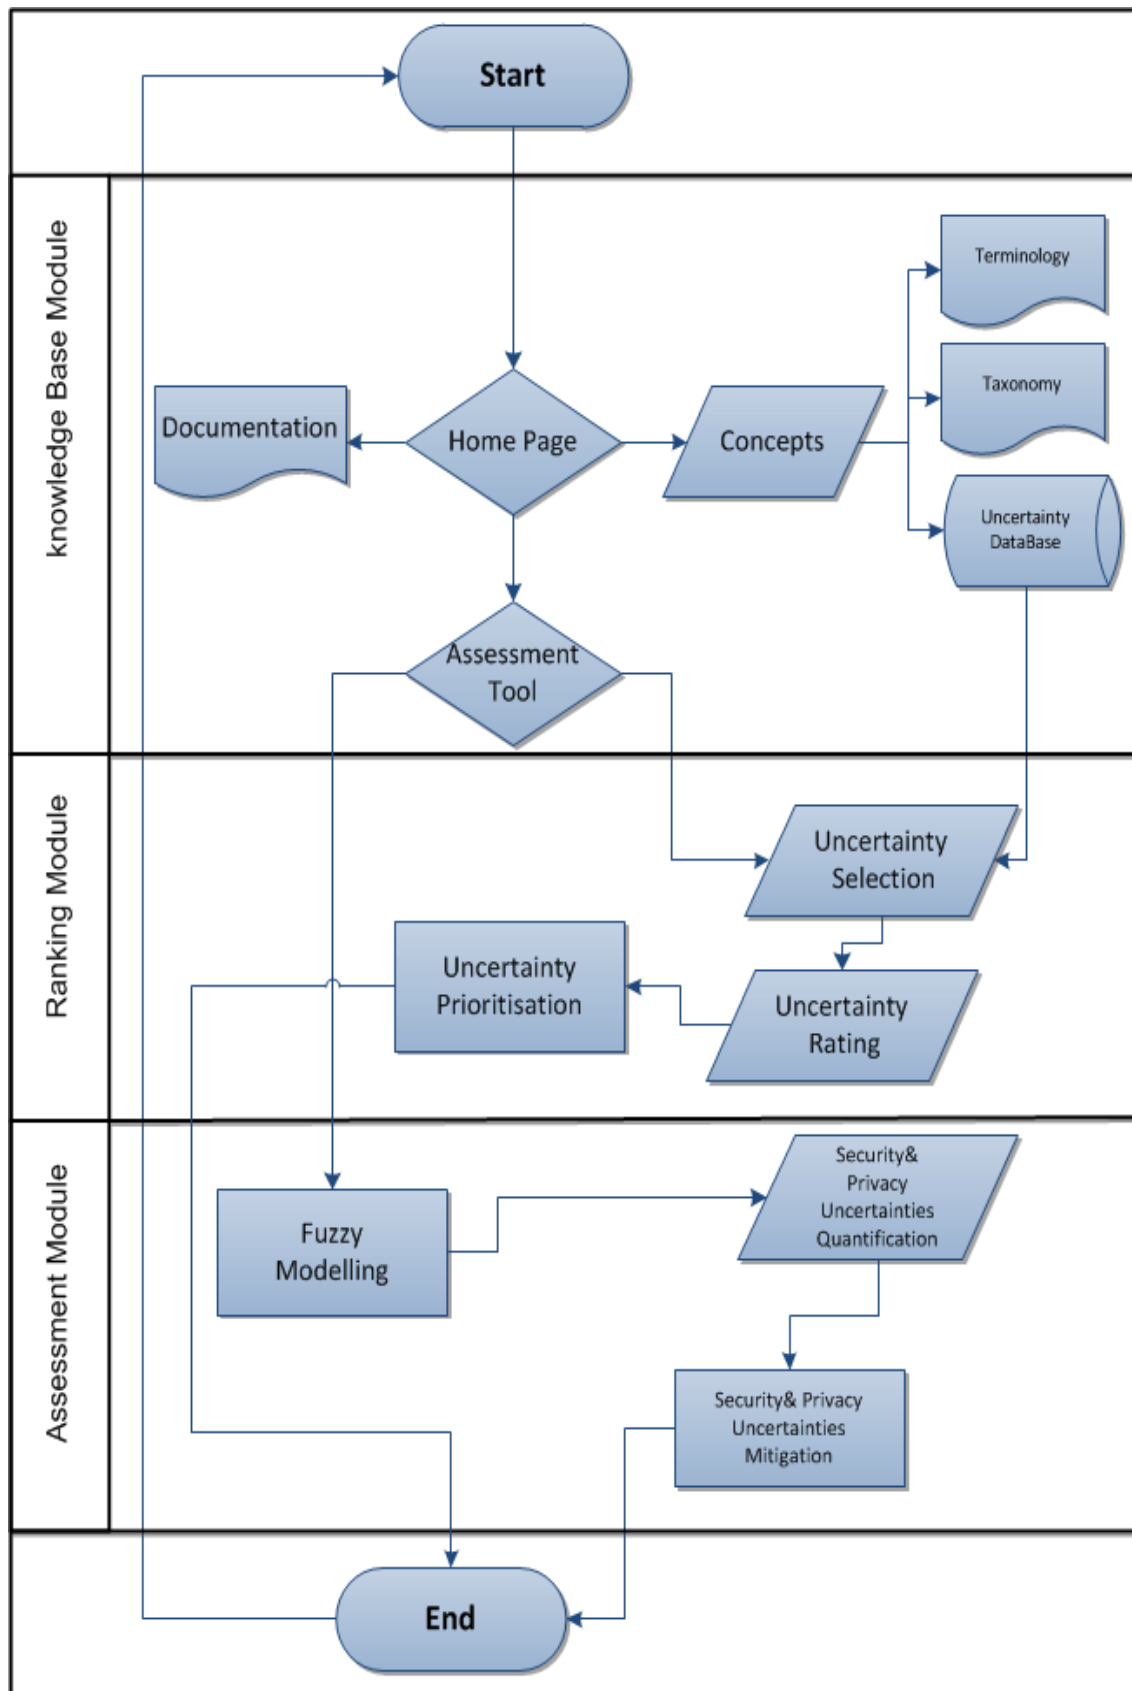 Start
knowledge Base Module
Terminology
Taxonomy
Documentation
Home Page
Concepts
Uncertainty
DataBase
Assessment
Tool
Ranking Module
Uncertainty
Selection
Uncertainty
Prioritisation
Uncertainty
Rating
Assessment Module
Security&
Privacy
Uncertainties
Quantification
Fuzzy
Modelling
Security& Privacy
Uncertainties
Mitigation
End